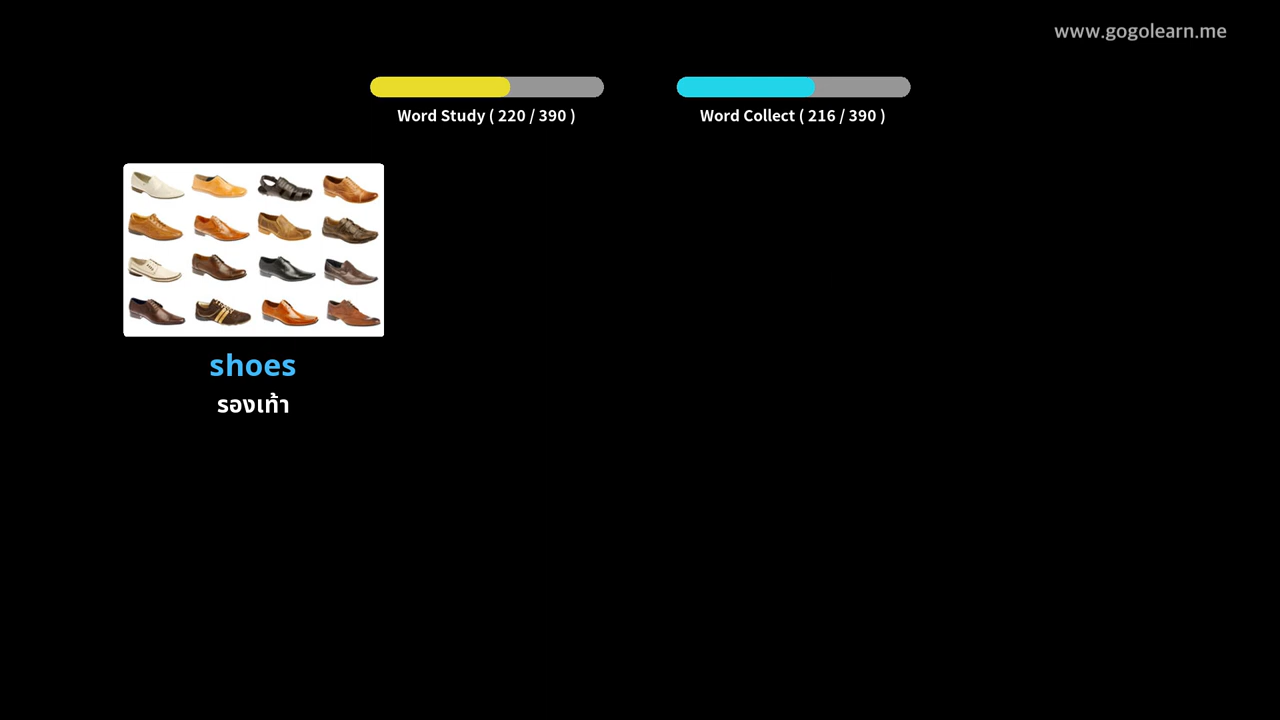 www.gogolearn.me
Word Study ( 220 / 390 )
Word Collect ( 216 / 390 )
shoes
รองเท้า